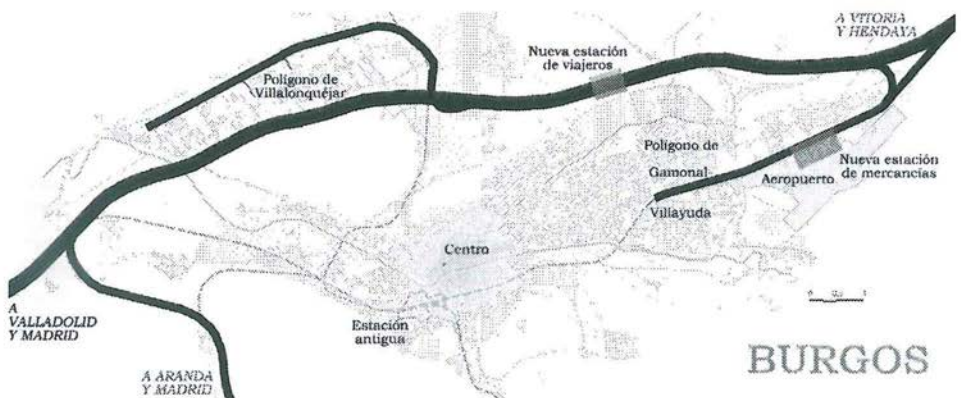 A VITORIA
Y HENDAYA
Nueva estación
de viajeros
Polígono de
Villalonquéjar
Polígono de
Gamonal-
Villayuda
Aeropuerto
Nueva estación
de mercancías
Centro
Estación
antigua
A
VALLADOLID
Y MADRID
A ARANDA
Y MADRID
BURGOS